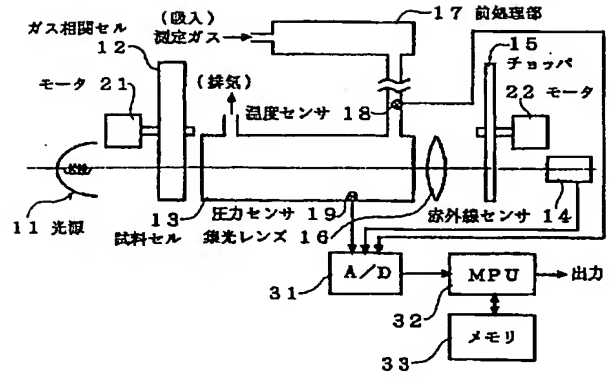 (吸入)
測定ガス
17 前処理部
ガス相関セル
12
15
チョッパ
モータ 21
(排気)
温度センサ 18
22 モータ
11 光源
13
試料セル
圧力センサ 19
集光レンズ 16
赤外線センサ 14
A/D
31
MPU
32
出力
メモリ
33